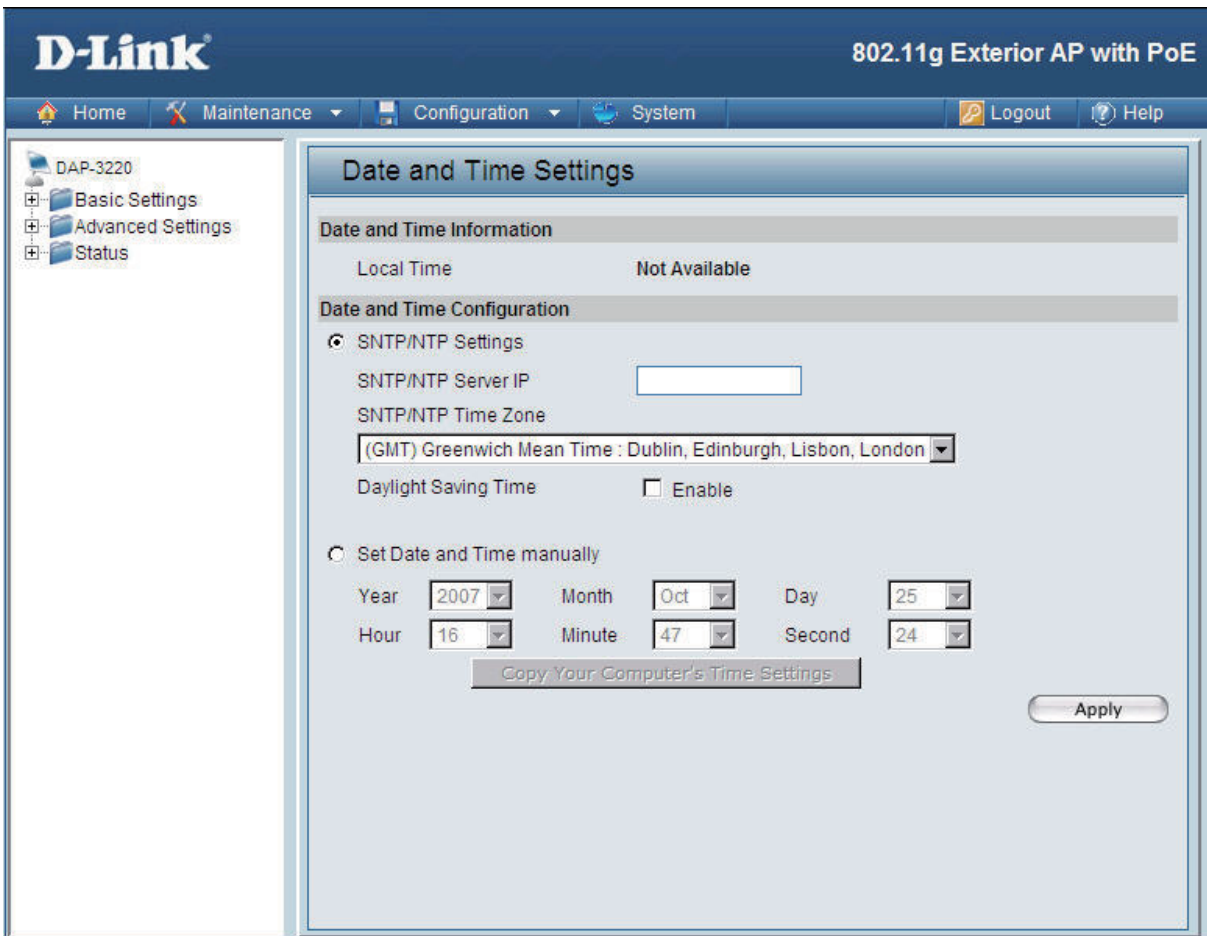 D-Link
802.11g Exterior AP with PoE
Home Maintenance Configuration System Logout Help
DAP-3220
Basic Settings
Advanced Settings
Status
Date and Time Settings
Date and Time Information
Local Time Not Available
Date and Time Configuration
SNTP/NTP Settings
SNTP/NTP Server IP
SNTP/NTP Time Zone
(GMT) Greenwich Mean Time : Dublin, Edinburgh, Lisbon, London
Daylight Saving Time Enable
Set Date and Time manually
Year 2007 Month Oct Day 25
Hour 16 Minute 47 Second 24
Copy Your Computer's Time Settings
Apply